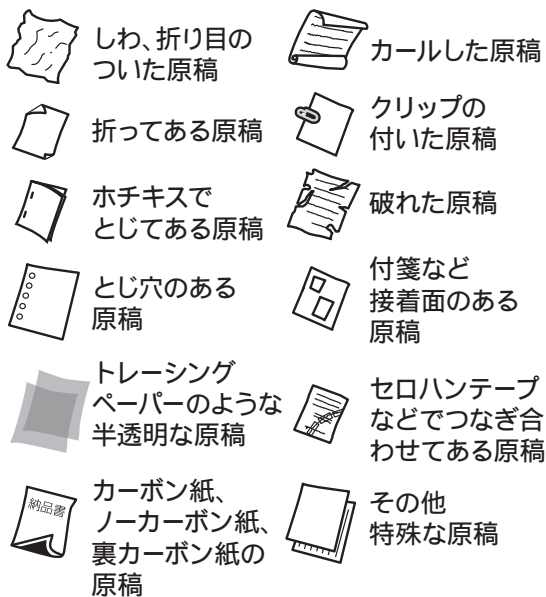 しわ、折り目の
ついた原稿
カールした原稿
折ってある原稿
クリップの
付いた原稿
ホチキスで
とじてある原稿
破れた原稿
とじ穴のある
原稿
付箋など
接着面のある
原稿
トレーシング
ペーパーのような
半透明な原稿
セロハンテープ
などでつなぎ合
わせてある原稿
納品書
カーボン紙、
ノーカーボン紙、
裏カーボン紙の
原稿
その他
特殊な原稿